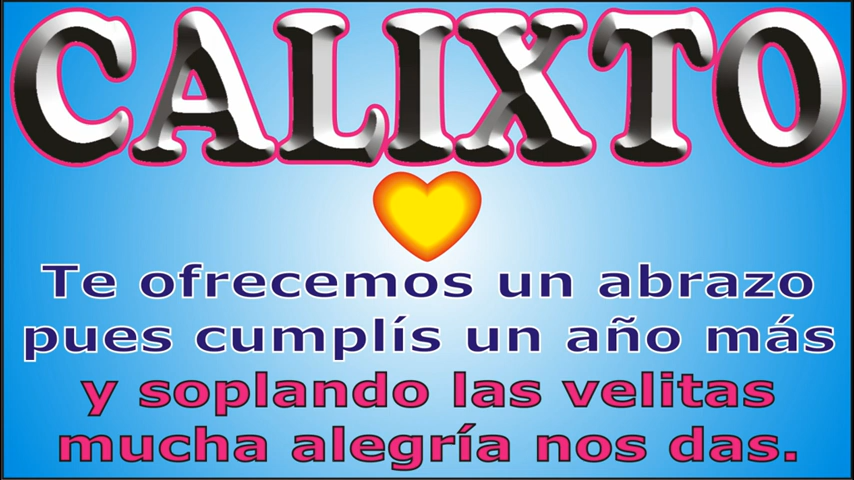 CALIXTO
Te ofrecemos un abrazo
pues cumplís un año más
y soplando las velitas
mucha alegría nos das.